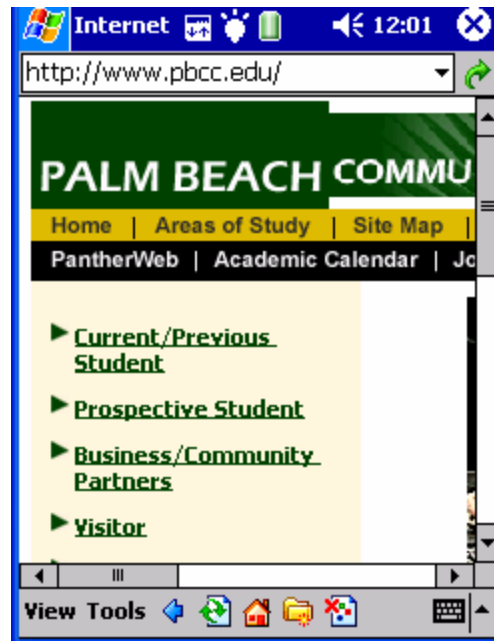 Internet 12:01
http://www.pbcc.edu/
PALM BEACH COMMU
Home | Areas of Study | Site Map |
PantherWeb | Academic Calendar | Jo
Current/Previous
Student
Prospective Student
Business/Community
Partners
Visitor
View Tools